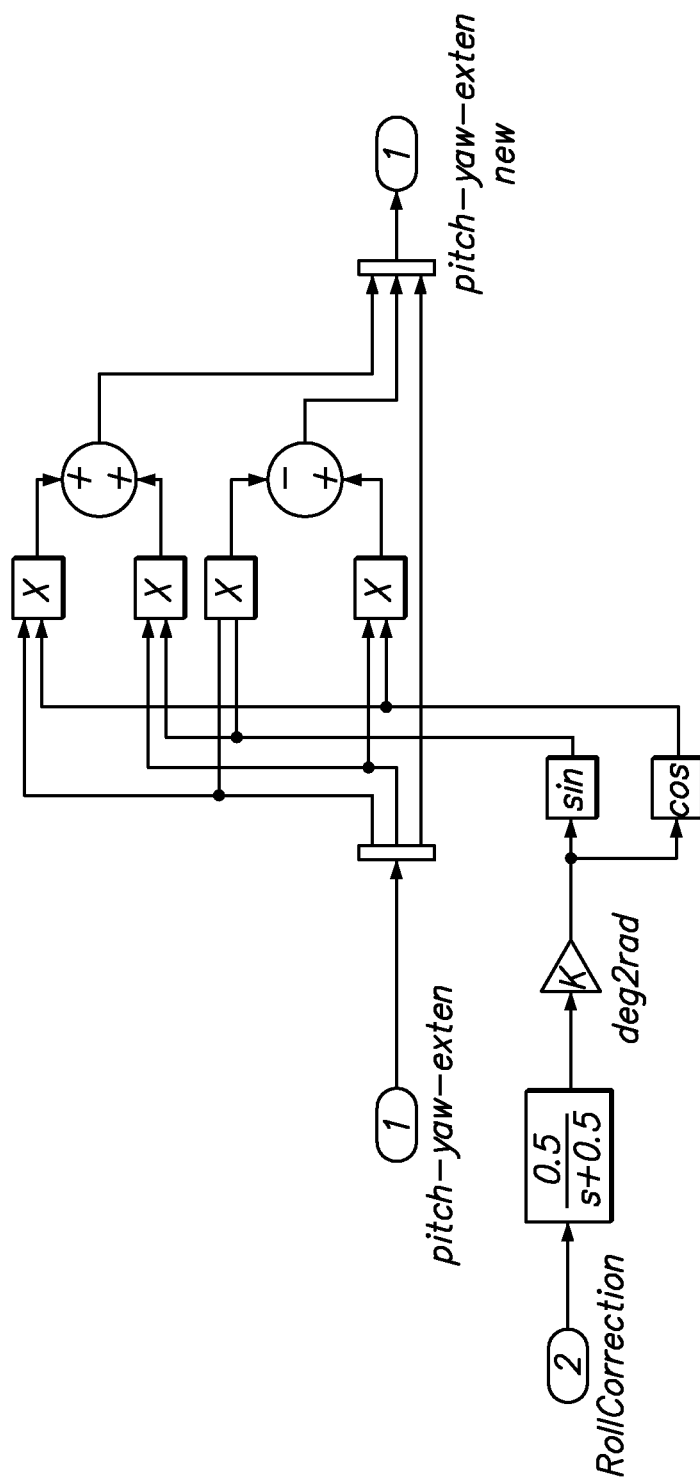 X
X
X
X
+
+
−
+
1
pitch−yaw−exten
new
1
pitch−yaw−exten
sin
cos
K
deg2rad
0.5
s+0.5
2
RollCorrection